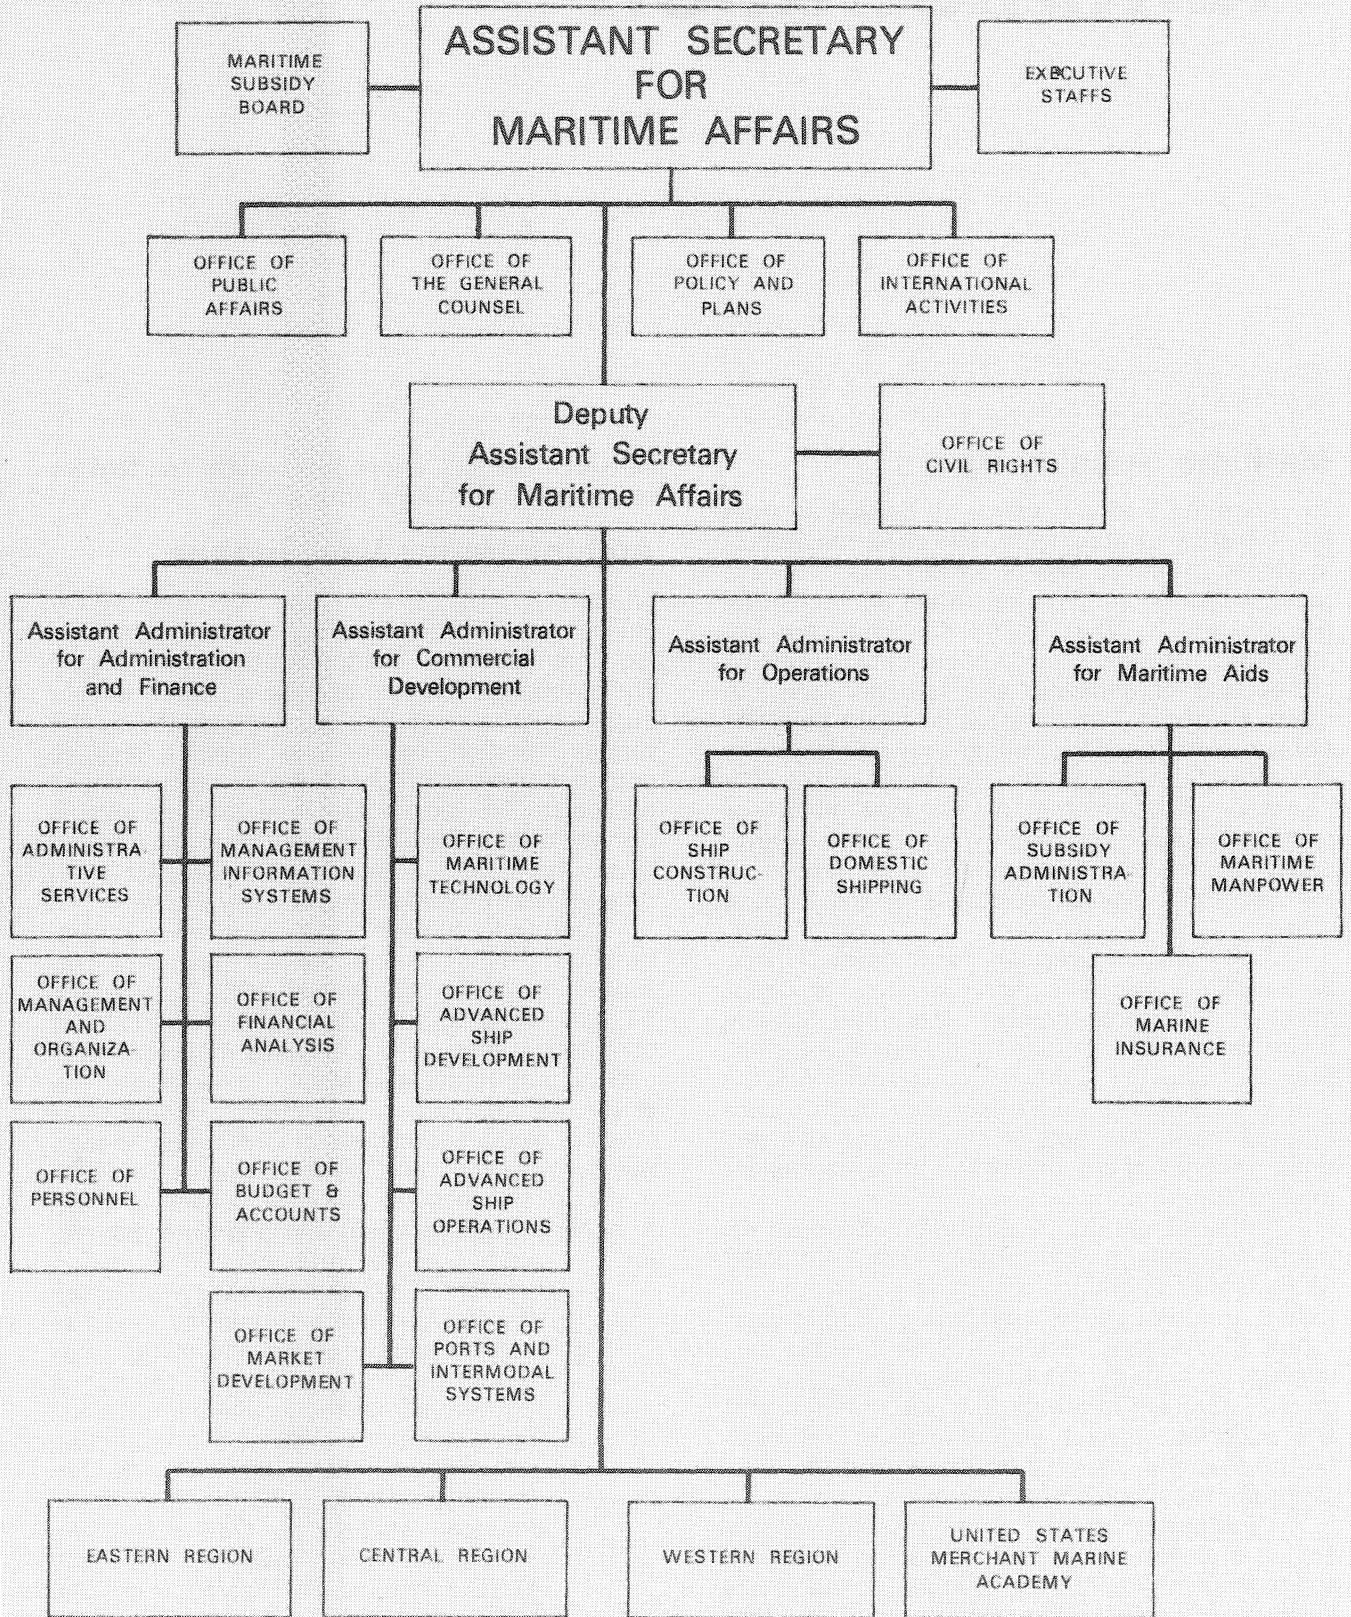 MARITIME
SUBSIDY
BOARD
ASSISTANT SECRETARY
FOR
MARITIME AFFAIRS
EXECUTIVE
STAFFS
OFFICE OF
PUBLIC
AFFAIRS
OFFICE OF
THE GENERAL
COUNSEL
OFFICE OF
POLICY AND
PLANS
OFFICE OF
INTERNATIONAL
ACTIVITIES
Deputy
Assistant Secretary
for Maritime Affairs
OFFICE OF
CIVIL RIGHTS
Assistant Administrator
for Administration
and Finance
Assistant Administrator
for Commercial
Development
Assistant Administrator
for Operations
Assistant Administrator
for Maritime Aids
OFFICE OF
ADMINISTRA-
TIVE
SERVICES
OFFICE OF
MANAGEMENT
INFORMATION
SYSTEMS
OFFICE OF
MARITIME
TECHNOLOGY
OFFICE OF
SHIP
CONSTRUC-
TION
OFFICE OF
DOMESTIC
SHIPPING
OFFICE OF
SUBSIDY
ADMINISTRA-
TION
OFFICE OF
MARITIME
MANPOWER
OFFICE OF
MANAGEMENT
AND
ORGANIZA-
TION
OFFICE OF
FINANCIAL
ANALYSIS
OFFICE OF
ADVANCED
SHIP
DEVELOPMENT
OFFICE OF
MARINE
INSURANCE
OFFICE OF
PERSONNEL
OFFICE OF
BUDGET &
ACCOUNTS
OFFICE OF
ADVANCED
SHIP
OPERATIONS
OFFICE OF
MARKET
DEVELOPMENT
OFFICE OF
PORTS AND
INTERMODAL
SYSTEMS
EASTERN REGION
CENTRAL REGION
WESTERN REGION
UNITED STATES
MERCHANT MARINE
ACADEMY